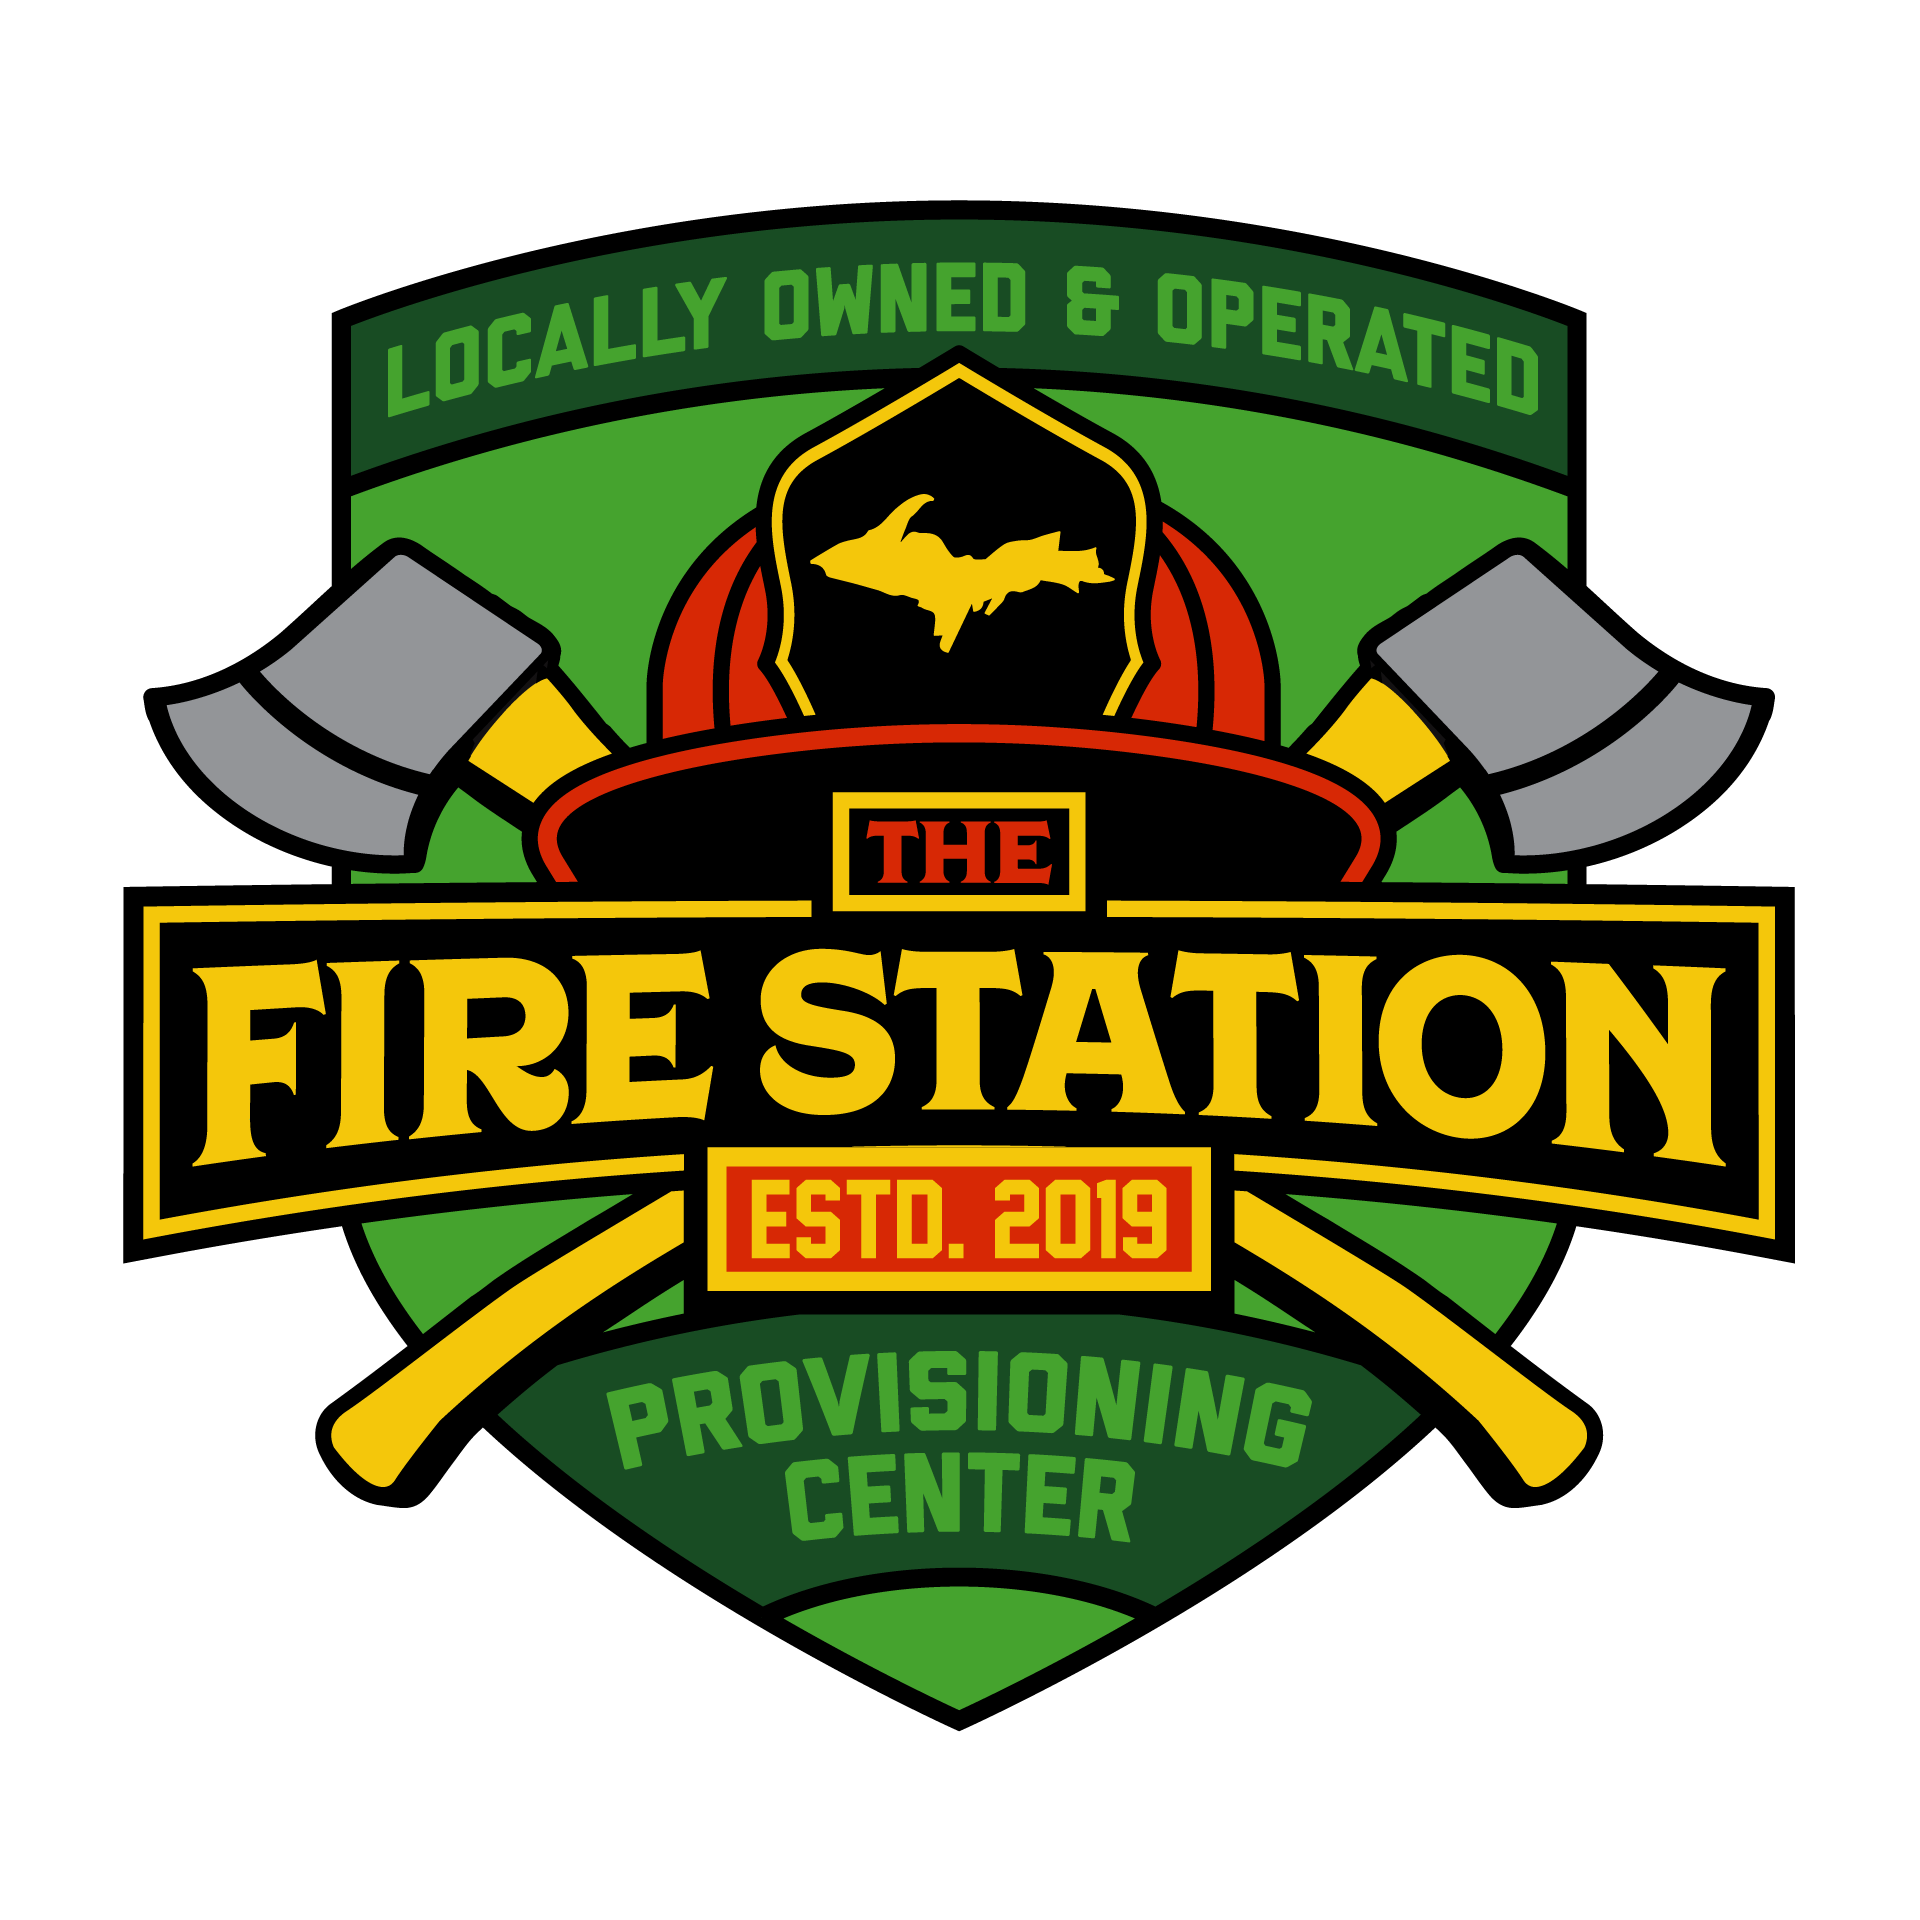 LOCALLY OWNED & OPERATED
THE
FIRE STATION
ESTD. 2019
PROVISIONING
CENTER